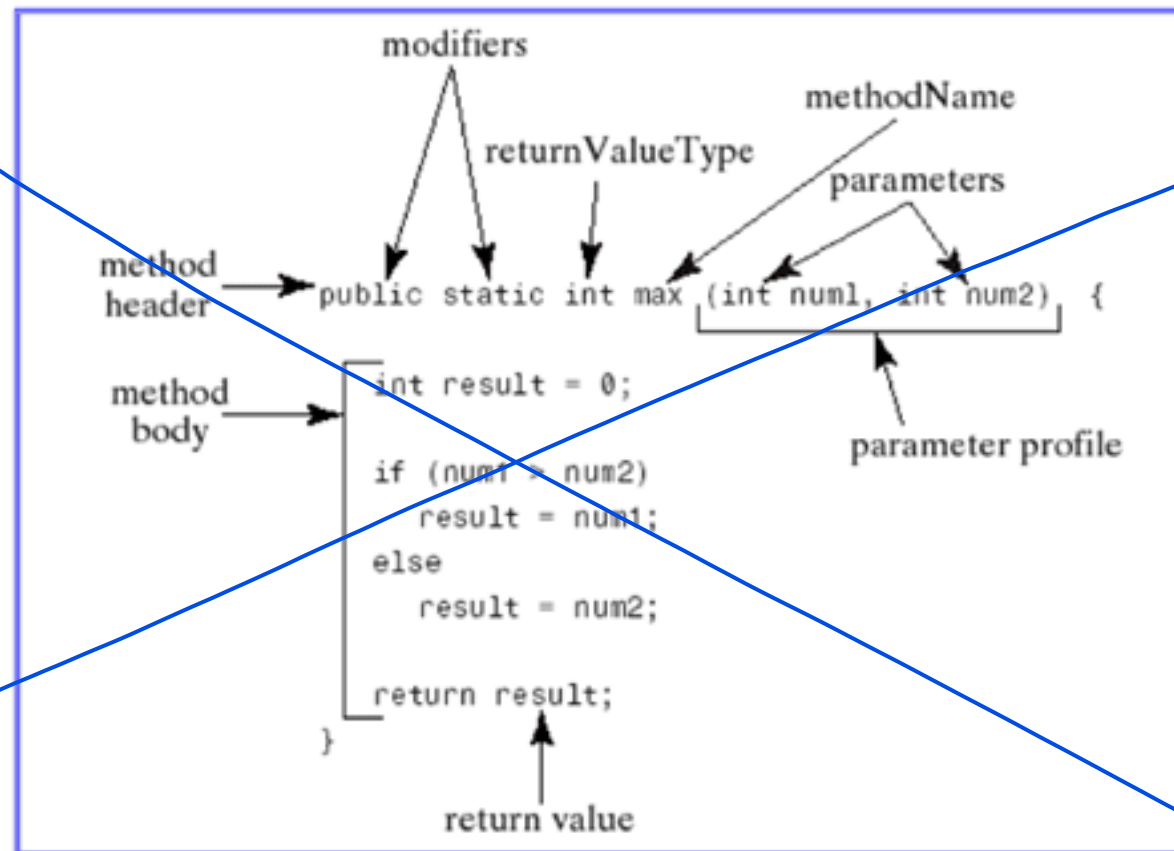 modifiers
methodName
returnValueType
parameters
method
header
public static int max (int num1, int num2) {
method
body
int result = 0;
parameter profile
if (num1 > num2)
result = num1;
else
result = num2;
return result;
}
return value